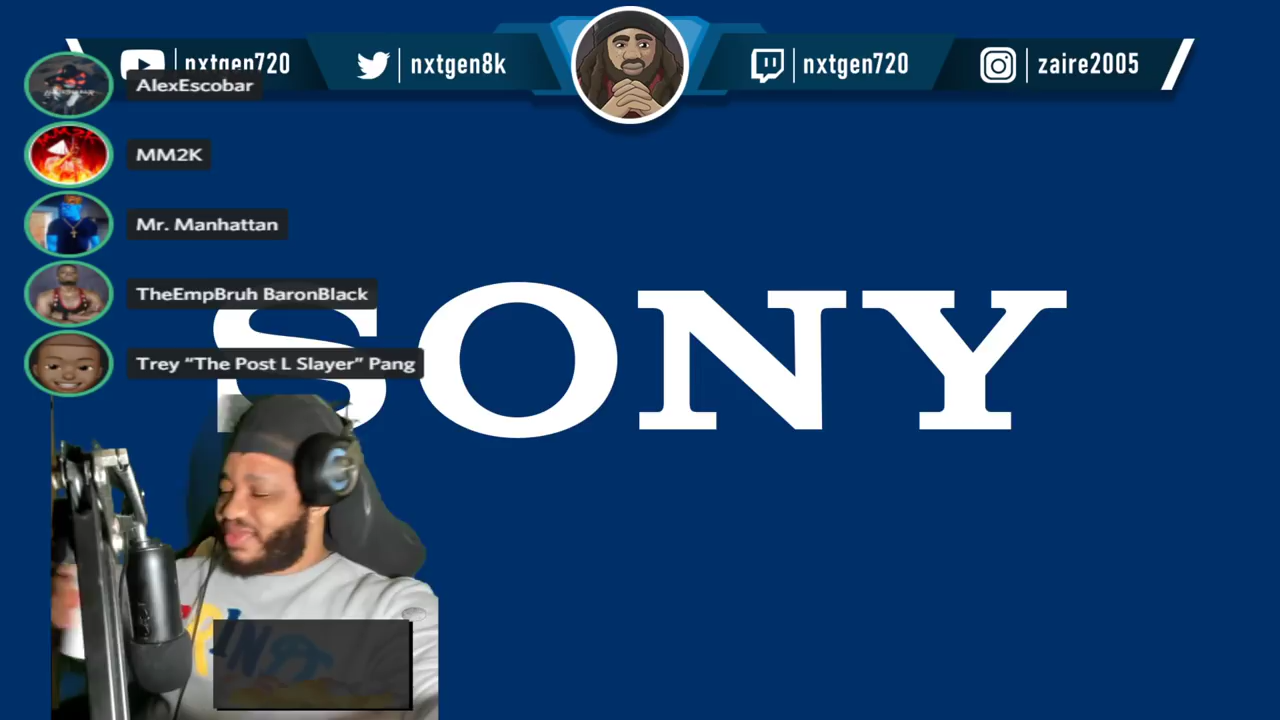 nxtgen720
nxtgen8k
nxtgen720
zaire2005
AlexEscobar
MM2K
Mr. Manhattan
TheEmpBruh BaronBlack
Trey “The Post L Slayer” Pang
SONY